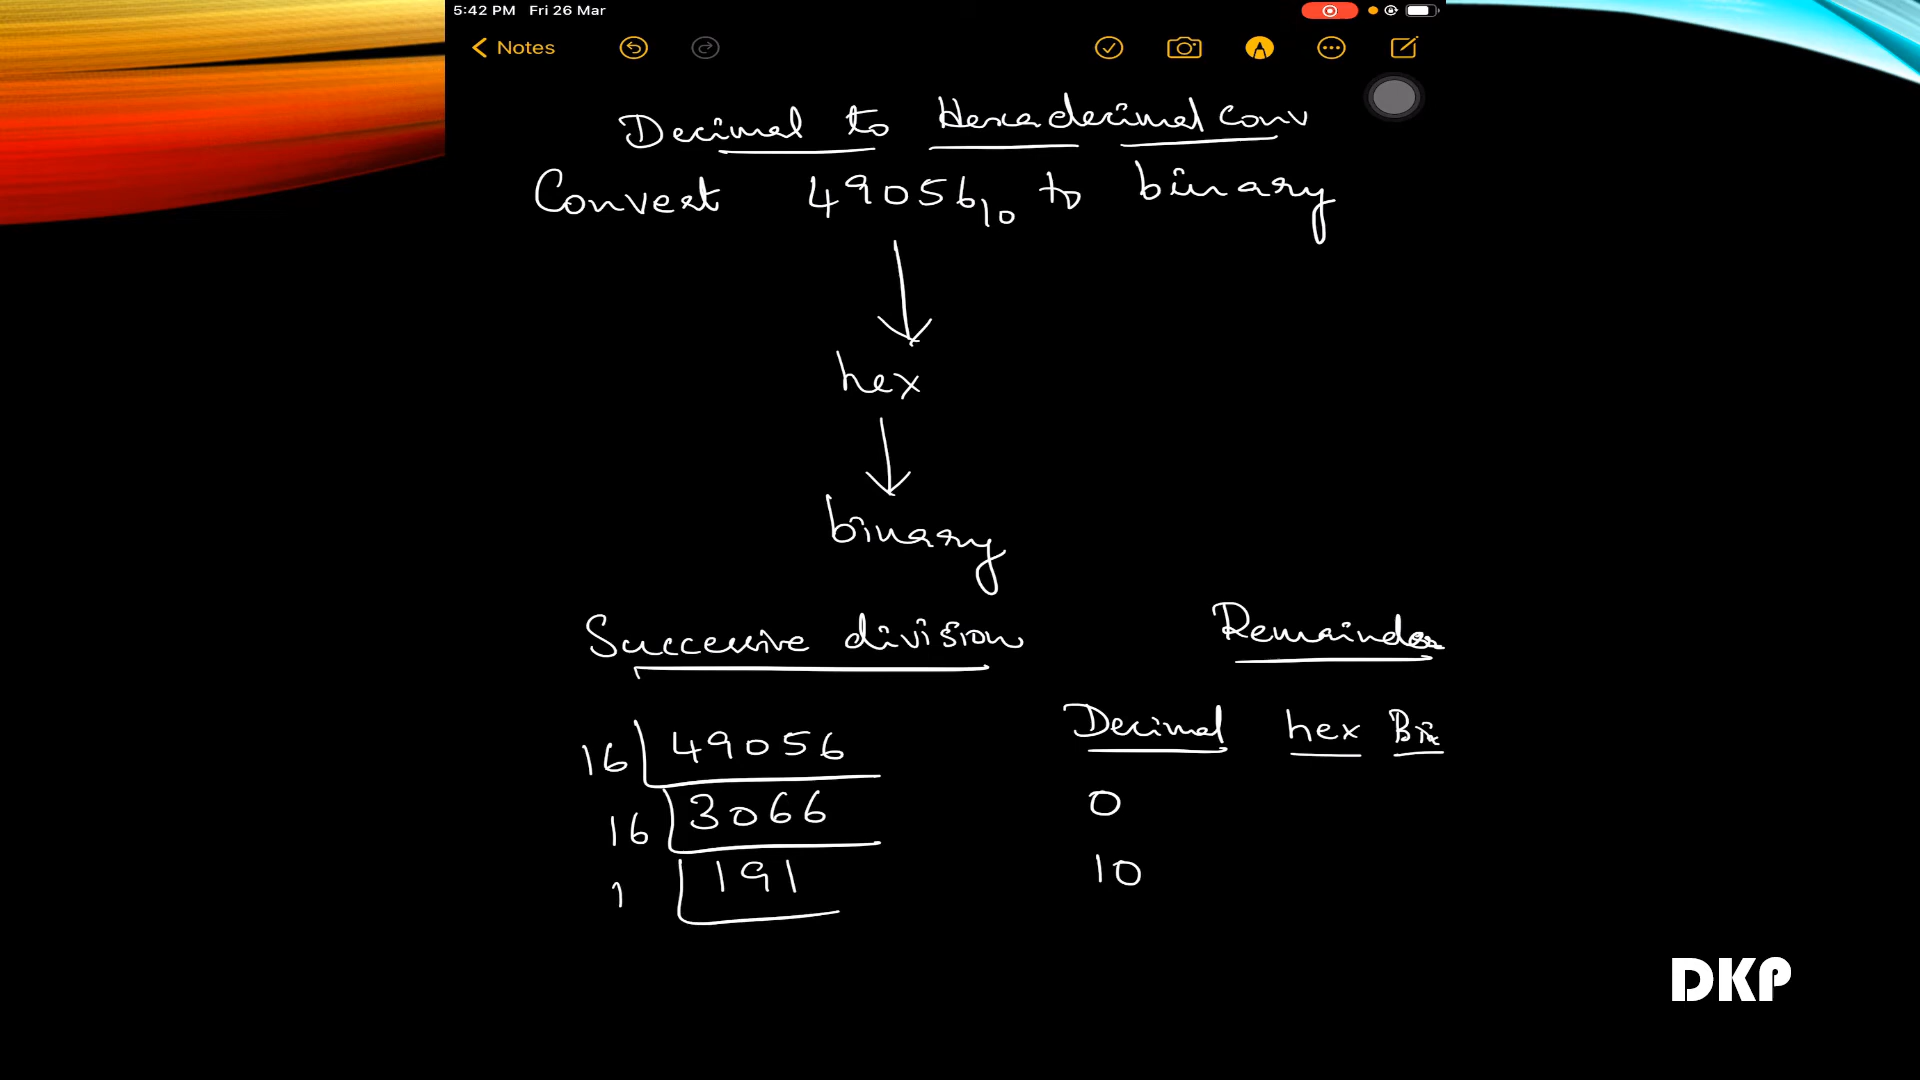 5:42 PM Fri 26 Mar
Notes
Decimal to Hexadecimal conv
Convert 49056₁₀ to binary
hex
binary
Successive division Remainder
Decimal hex Bin
16 49056
16 3066 0
1 191 10
DKP